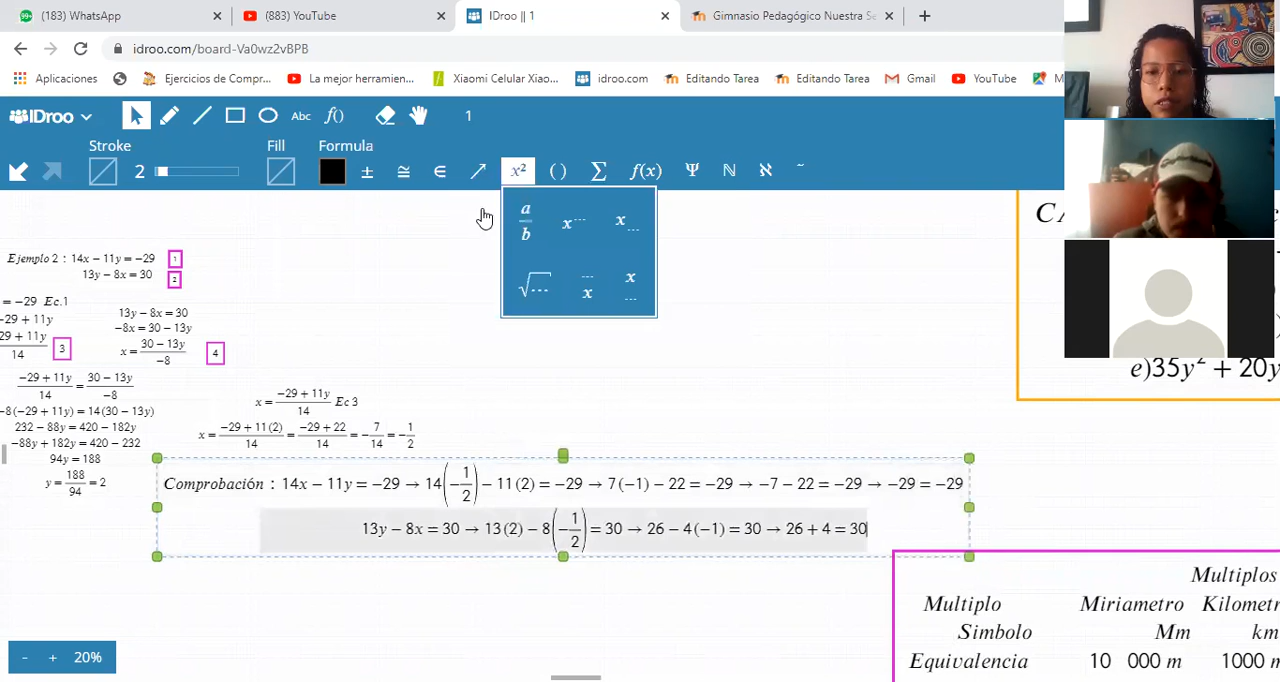 (183) WhatsApp
(883) YouTube
IDroo || 1
Gimnasio Pedagógico Nuestra Se
idroo.com/board-Va0wz2vBPB
Aplicaciones
Ejercicios de Compr...
La mejor herramien...
Xiaomi Celular Xiao...
idroo.com
Editando Tarea
Editando Tarea
Gmail
YouTube
M
IDroo
Abc
f()
1
Stroke
Fill
Formula
2
± ≅ ∈ x² () ∑ f(x) Ψ ℕ ℵ ~
a/b x˙˙˙ x...
√... ... x x ...
Ejemplo 2 : 14x − 11y = −29 1
13y − 8x = 30 2
= −29 Ec.1
−29 + 11y
29 + 11y / 14 3
13y − 8x = 30
−8x = 30 − 13y
x = 30 − 13y / −8 4
−29 + 11y / 14 = 30 − 13y / −8
−8(−29 + 11y) = 14(30 − 13y)
232 − 88y = 420 − 182y
−88y + 182y = 420 − 232
94y = 188
y = 188/94 = 2
x = −29 + 11y / 14 Ec 3
x = −29 + 11(2) / 14 = −29 + 22 / 14 = −7/14 = −1/2
Comprobación : 14x − 11y = −29 → 14(−1/2) − 11(2) = −29 → 7(−1) − 22 = −29 → −7 − 22 = −29 → −29 = −29
13y − 8x = 30 → 13(2) − 8(−1/2) = 30 → 26 − 4(−1) = 30 → 26 + 4 = 30
e)35y² + 20y
Multiplos
Multiplo Miriametro Kilometr
Simbolo Mm km
Equivalencia 10 000 m 1000 m
- + 20%